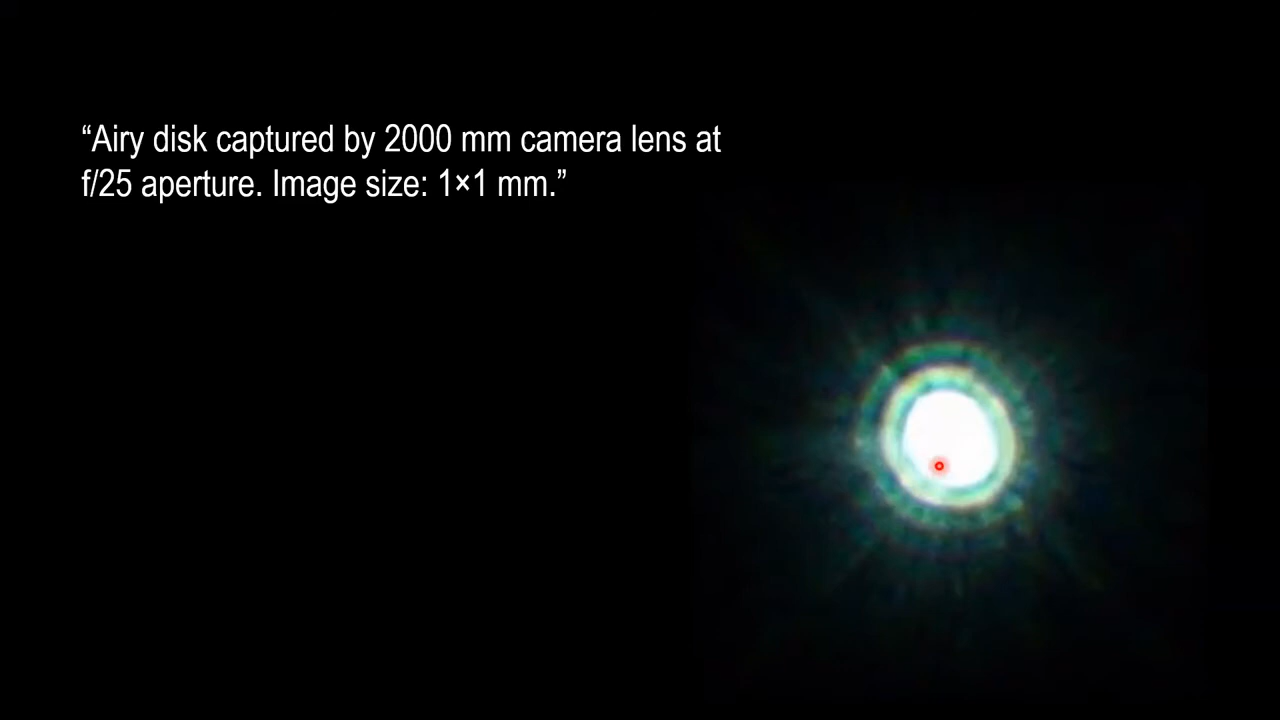 “Airy disk captured by 2000 mm camera lens at
f/25 aperture. Image size: 1×1 mm.”